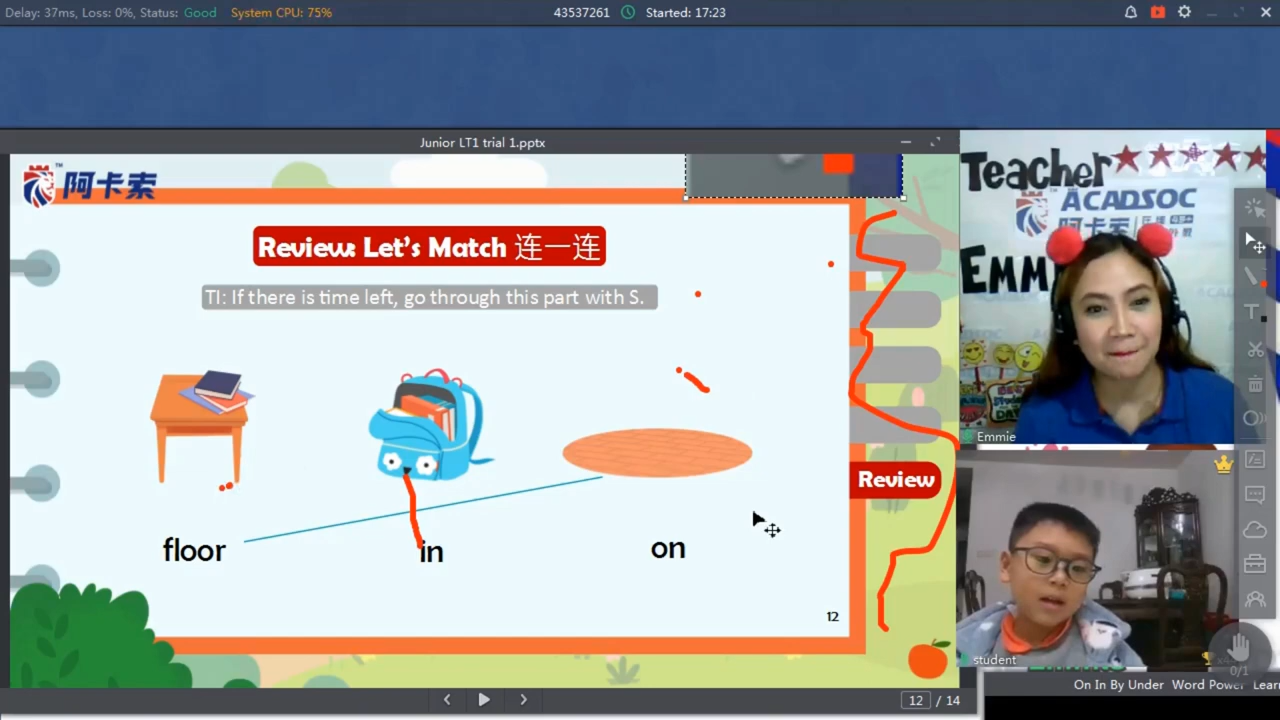 Delay: 37ms, Loss: 0%, Status: Good System CPU: 75% 43537261 Started: 17:23
Junior LT1 trial 1.pptx
阿卡索
Review: Let's Match 连一连
TI: If there is time left, go through this part with S.
floor in on
Review
12
12 / 14
Teacher
ACADSOC
阿卡索
EMM
Emmie
student
0/1
On In By Under Word Power Lear